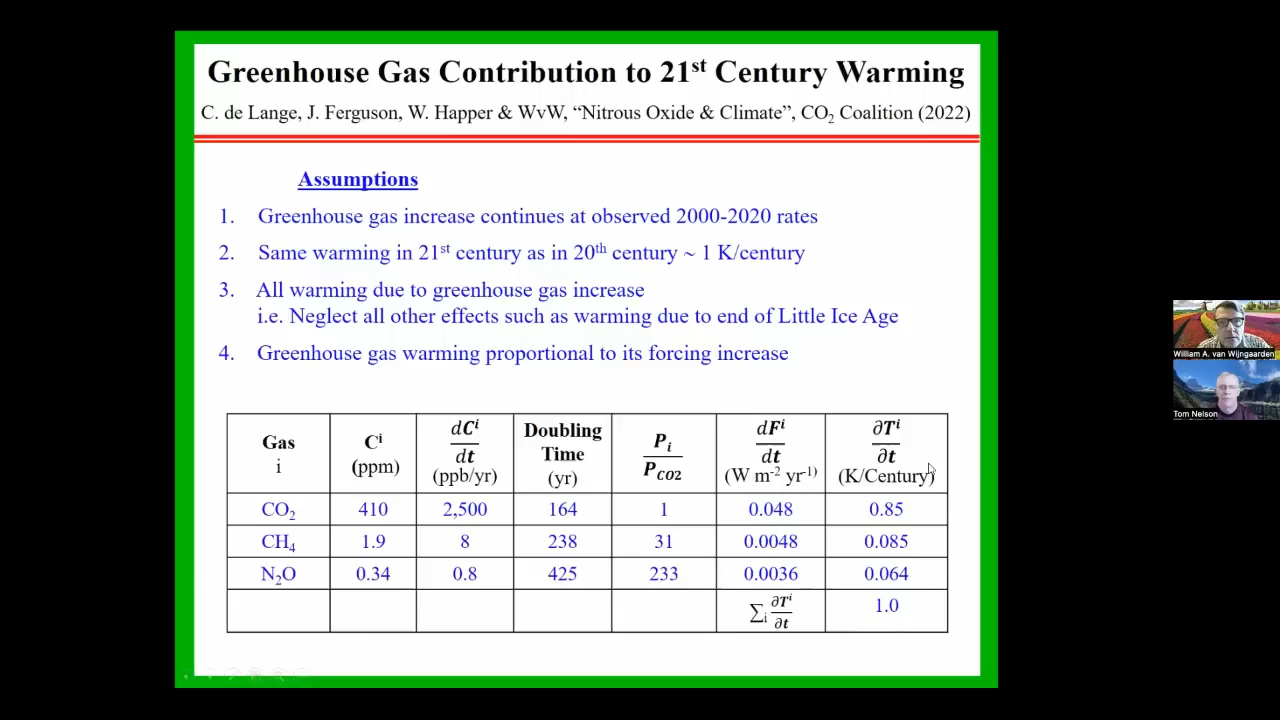 Greenhouse Gas Contribution to 21st Century Warming
C. de Lange, J. Ferguson, W. Happer & WvW, “Nitrous Oxide & Climate”, CO₂ Coalition (2022)
Assumptions
1. Greenhouse gas increase continues at observed 2000-2020 rates
2. Same warming in 21st century as in 20th century ~ 1 K/century
3. All warming due to greenhouse gas increase
i.e. Neglect all other effects such as warming due to end of Little Ice Age
4. Greenhouse gas warming proportional to its forcing increase
Gas i | Cⁱ (ppm) | dCⁱ/dt (ppb/yr) | Doubling Time (yr) | Pᵢ/P_CO2 | dFⁱ/dt (W m⁻² yr⁻¹) | ∂Tⁱ/∂t (K/Century)
CO₂ | 410 | 2,500 | 164 | 1 | 0.048 | 0.85
CH₄ | 1.9 | 8 | 238 | 31 | 0.0048 | 0.085
N₂O | 0.34 | 0.8 | 425 | 233 | 0.0036 | 0.064
∑ᵢ ∂Tⁱ/∂t | 1.0
William A. van Wijngaarden
Tom Nelson